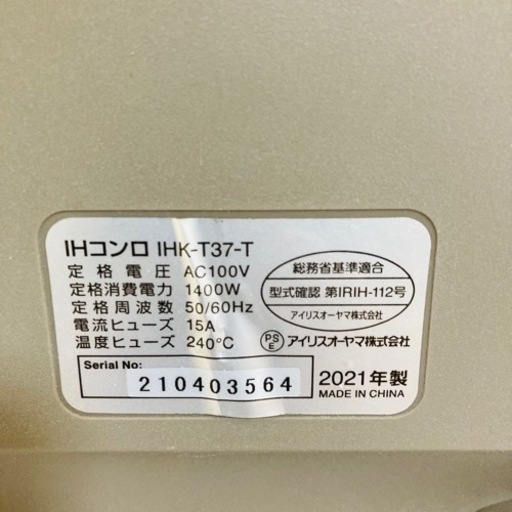 IHコンロ IHK-T37-T
定格電圧 AC100V
定格消費電力 1400W
定格周波数 50/60Hz
電流ヒューズ 15A
温度ヒューズ 240℃
総務省基準適合
型式確認 第IRIH-112号
アイリスオーヤマ株式会社
PSE アイリスオーヤマ株式会社
Serial No:
210403564
2021年製
MADE IN CHINA